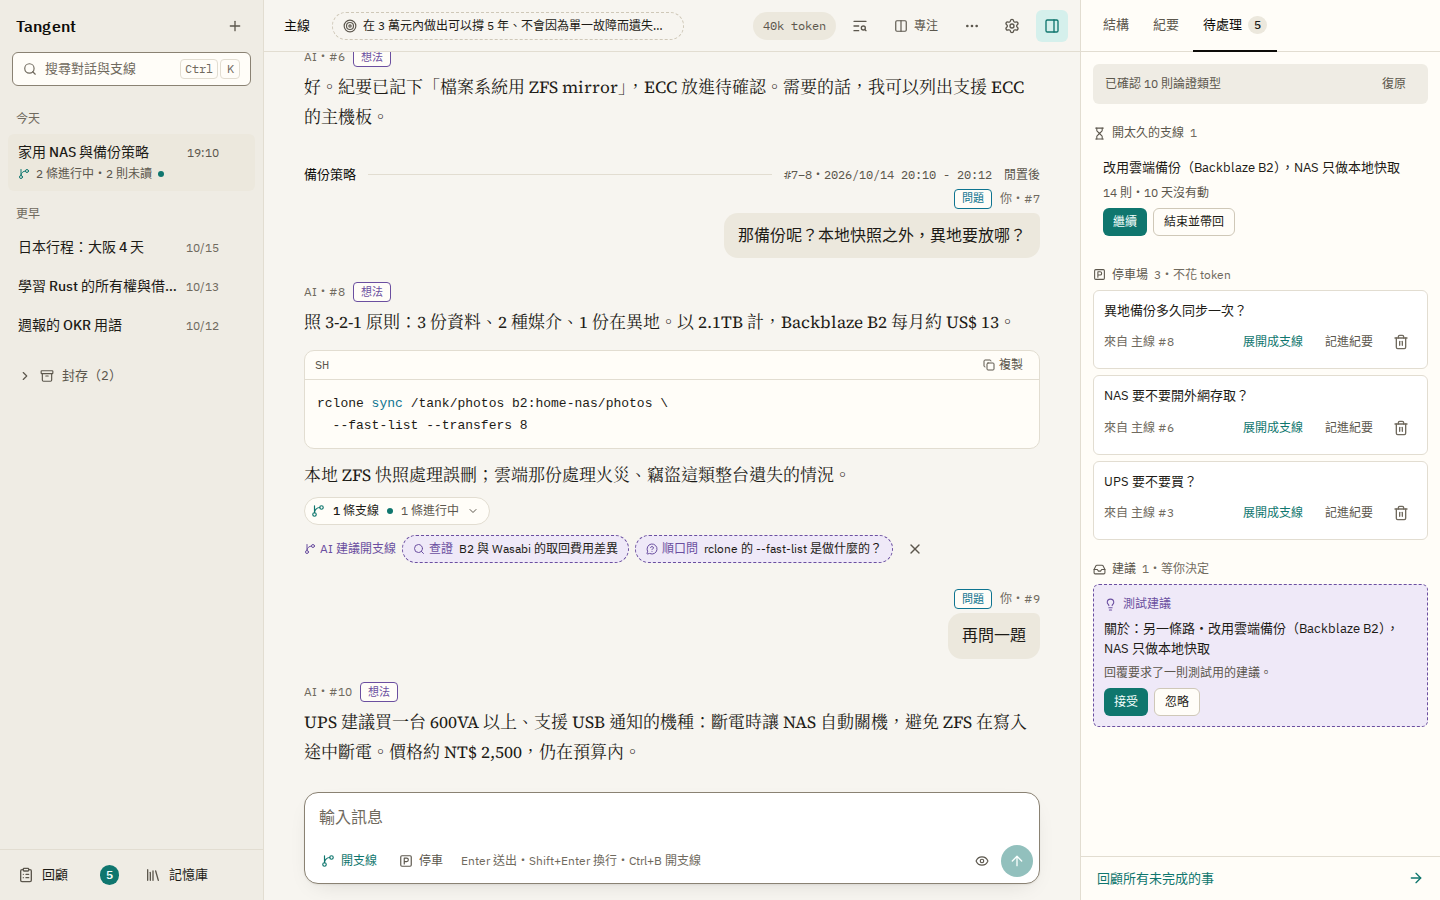 Tangent
搜尋對話與支線 Ctrl K
今天
家用 NAS 與備份策略 19:10
2 條進行中・2 則未讀
更早
日本行程：大阪 4 天 10/15
學習 Rust 的所有權與借... 10/13
週報的 OKR 用語 10/12
封存（2）
回顧 5 記憶庫
主線 在 3 萬元內做出可以撐 5 年、不會因為單一故障而遺失... 40k token 專注
AI・#6 想法
好。紀要已記下「檔案系統用 ZFS mirror」，ECC 放進待確認。需要的話，我可以列出支援 ECC
的主機板。
備份策略 #7–8・2026/10/14 20:10 - 20:12 閒置後
問題 你・#7
那備份呢？本地快照之外，異地要放哪？
AI・#8 想法
照 3-2-1 原則：3 份資料、2 種媒介、1 份在異地。以 2.1TB 計，Backblaze B2 每月約 US$ 13。
SH 複製
rclone sync /tank/photos b2:home-nas/photos \
--fast-list --transfers 8
本地 ZFS 快照處理誤刪；雲端那份處理火災、竊盜這類整台遺失的情況。
1 條支線 1 條進行中
AI 建議開支線 查證 B2 與 Wasabi 的取回費用差異 順口問 rclone 的 --fast-list 是做什麼的？
問題 你・#9
再問一題
AI・#10 想法
UPS 建議買一台 600VA 以上、支援 USB 通知的機種：斷電時讓 NAS 自動關機，避免 ZFS 在寫入
途中斷電。價格約 NT$ 2,500，仍在預算內。
輸入訊息
開支線 停車 Enter 送出・Shift+Enter 換行・Ctrl+B 開支線
結構 紀要 待處理 5
已確認 10 則論證類型 復原
開太久的支線 1
改用雲端備份（Backblaze B2），NAS 只做本地快取
14 則・10 天沒有動
繼續 結束並帶回
停車場 3・不花 token
異地備份多久同步一次？
來自 主線 #8 展開成支線 記進紀要
NAS 要不要開外網存取？
來自 主線 #6 展開成支線 記進紀要
UPS 要不要買？
來自 主線 #3 展開成支線 記進紀要
建議 1・等你決定
測試建議
關於：另一條路・改用雲端備份（Backblaze B2），
NAS 只做本地快取
回覆要求了一則測試用的建議。
接受 忽略
回顧所有未完成的事